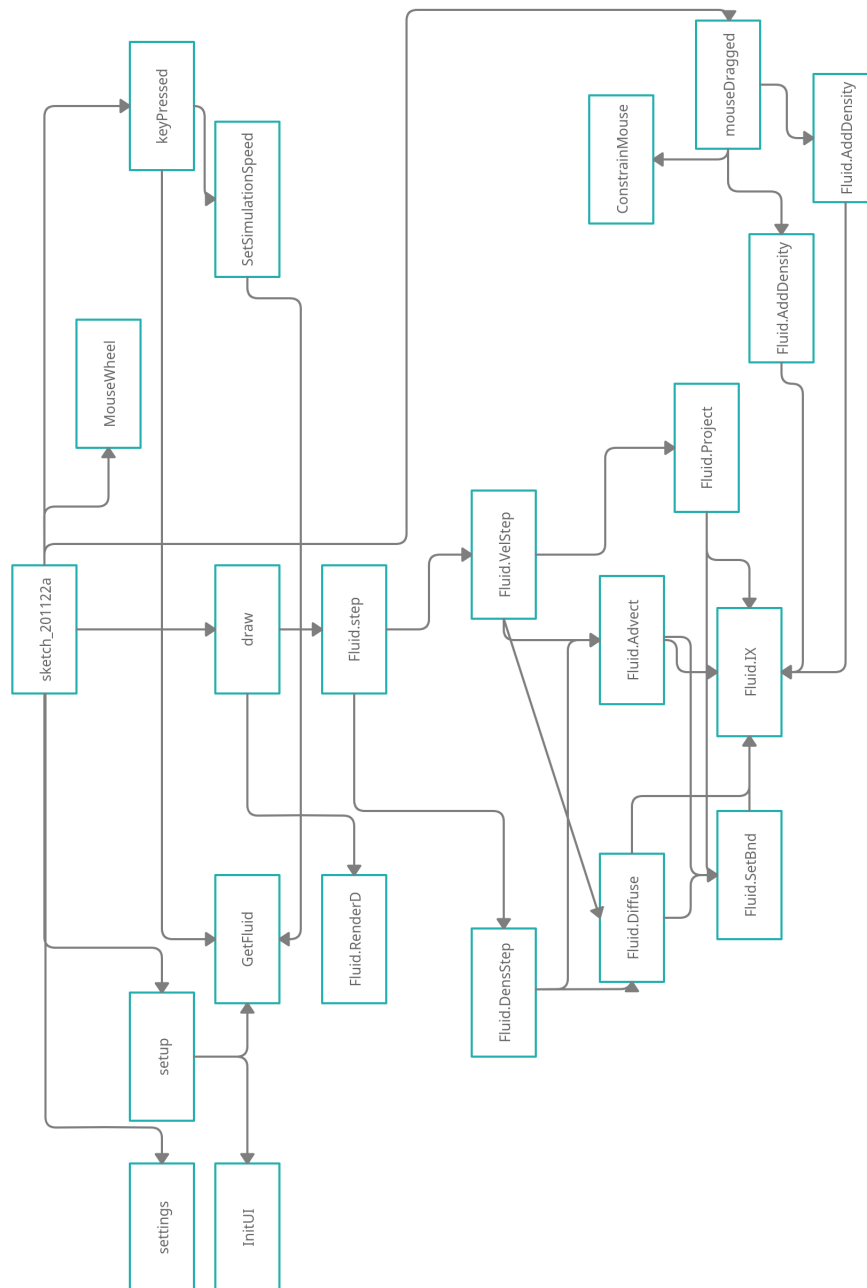 settings
setup
sketch_201122a
MouseWheel
keyPressed
InitUI
GetFluid
draw
SetSimulationSpeed
Fluid.RenderD
Fluid.step
Fluid.DensStep
Fluid.VelStep
Fluid.Diffuse
Fluid.Advect
ConstrainMouse
Fluid.Project
mouseDragged
Fluid.SetBnd
Fluid.IX
Fluid.AddDensity
Fluid.AddDensity